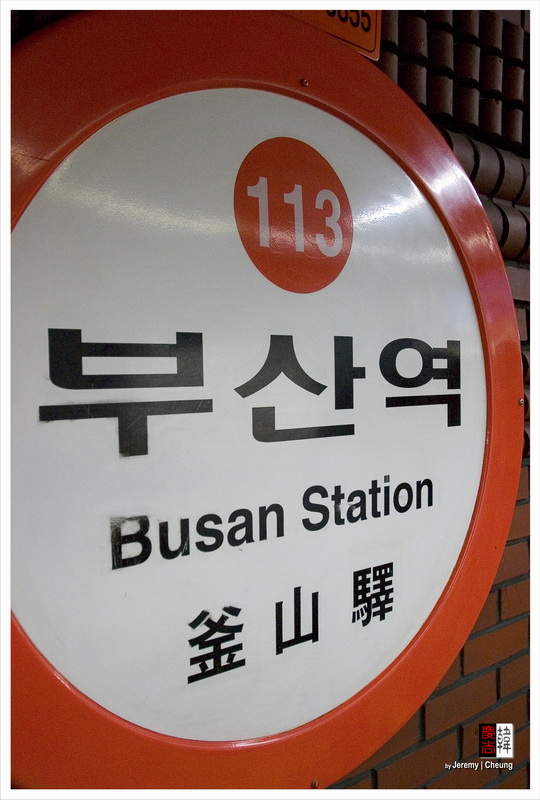 113
부산역
Busan Station
釜山驛
by Jeremy | Cheung